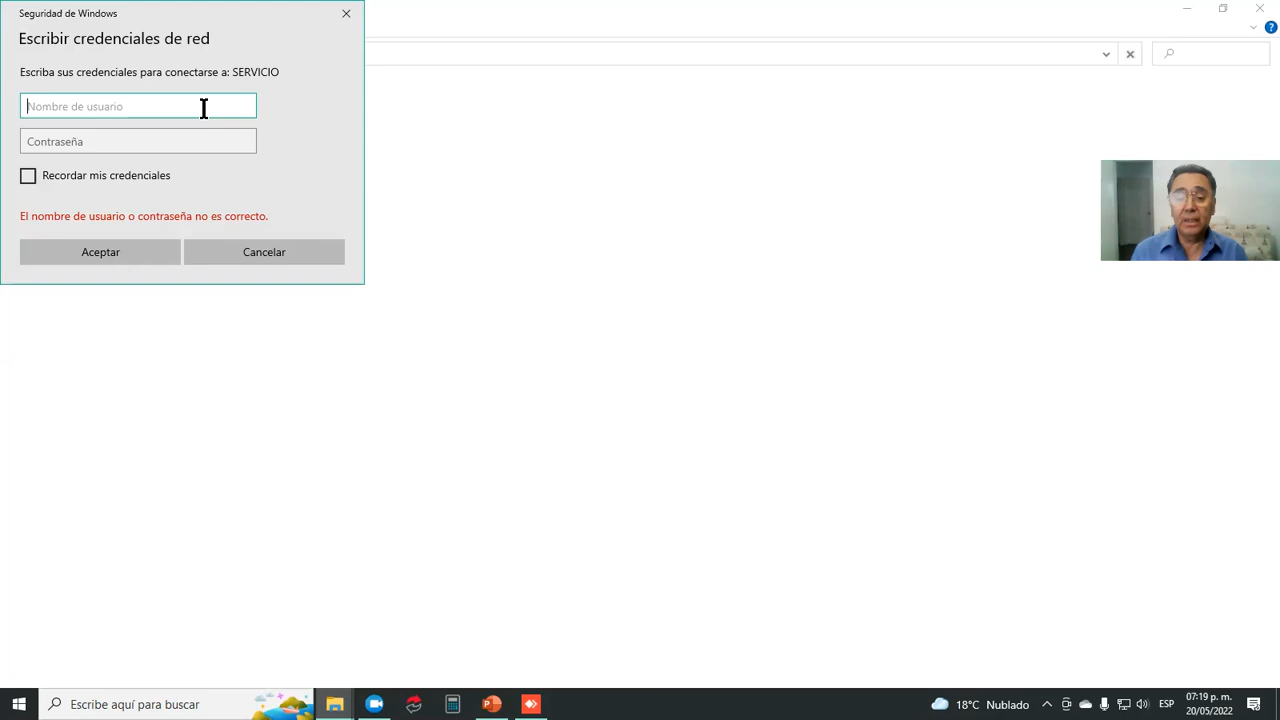 Seguridad de Windows
Escribir credenciales de red
Escriba sus credenciales para conectarse a: SERVICIO
Nombre de usuario
Contraseña
Recordar mis credenciales
El nombre de usuario o contraseña no es correcto.
Aceptar
Cancelar
Escribe aquí para buscar
18°C Nublado
ESP
07:19 p. m.
20/05/2022